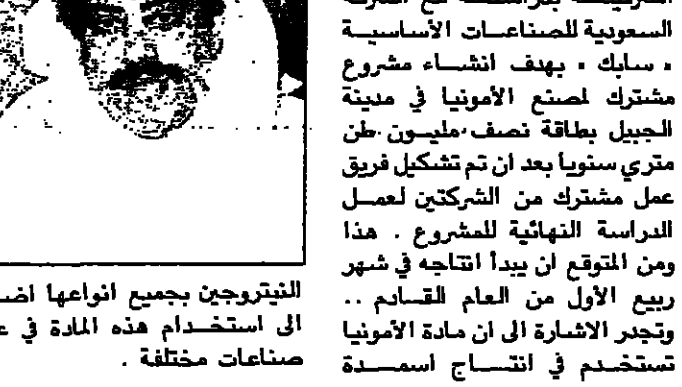 السعودية للصناعات الأساسية
« سابك » بهدف انشاء مشروع
مشترك لمصنع الأمونيا في مدينة
الجبيل بطاقة نصف مليون طن
متري سنويا بعد ان تم تشكيل فريق
عمل مشترك من الشركتين لعمل
الدراسة النهائية للمشروع . هذا
ومن المتوقع ان يبدأ انتاجه في شهر
ربيع الأول من العام القادم ..
وتجدر الاشارة الى ان مادة الأمونيا
تستخدم في انتاج اسمدة
النيتروجين بجميع انواعها
الى استخدام هذه المادة في
صناعات مختلفة .